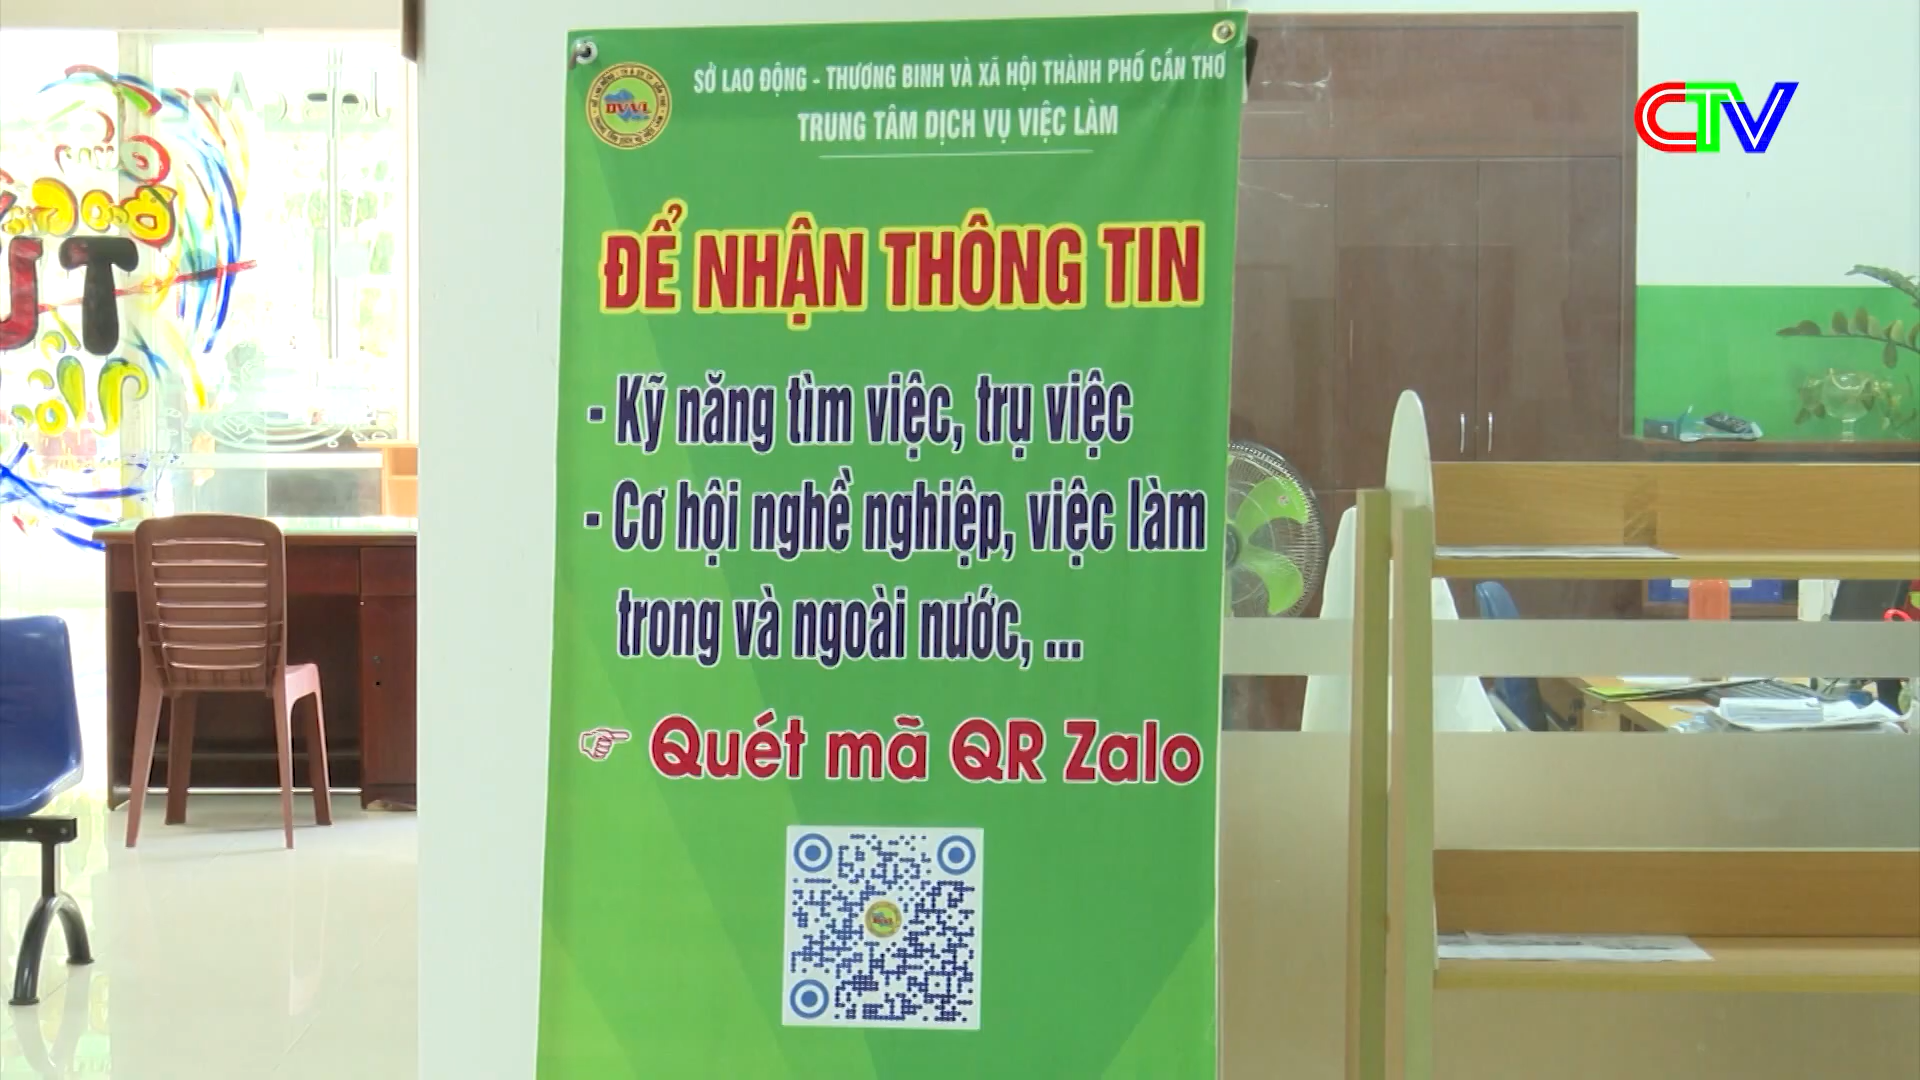 CTV
SỞ LAO ĐỘNG - THƯƠNG BINH VÀ XÃ HỘI THÀNH PHỐ CẦN THƠ
TRUNG TÂM DỊCH VỤ VIỆC LÀM
DVVL
ĐỂ NHẬN THÔNG TIN
- Kỹ năng tìm việc, trụ việc
- Cơ hội nghề nghiệp, việc làm
trong và ngoài nước, ...
Quét mã QR Zalo